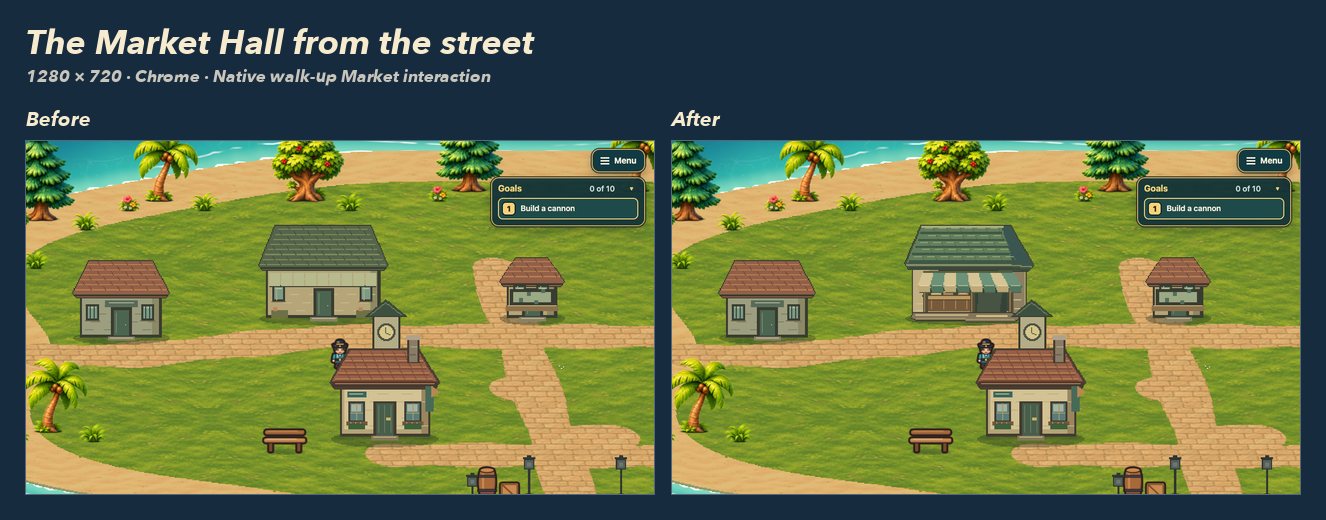 The Market Hall from the street
1280 × 720 · Chrome · Native walk-up Market interaction
Before
After
Menu
Goals 0 of 10
1 Build a cannon
Menu
Goals 0 of 10
1 Build a cannon